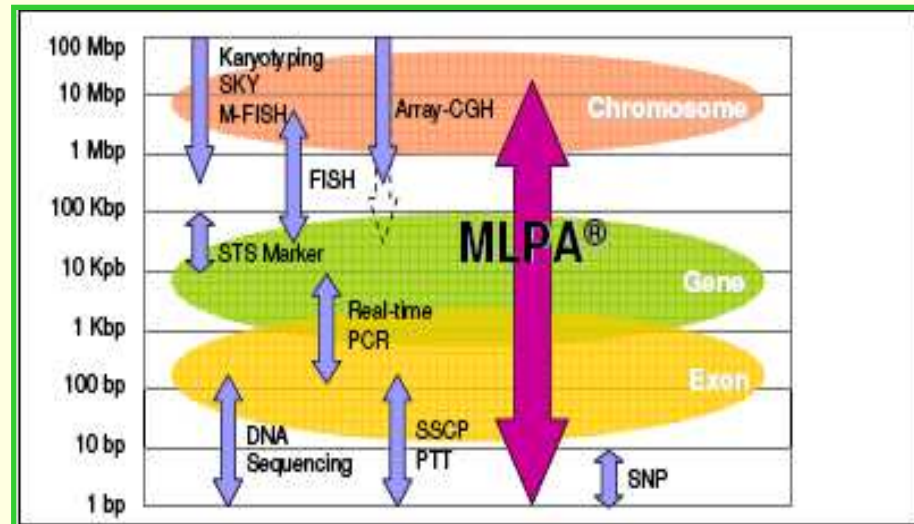 100 Mbp
10 Mbp
1 Mbp
100 Kbp
10 Kpb
1 Kbp
100 bp
10 bp
1 bp
Karyotyping
SKY
M-FISH
Array-CGH
Chromosome
FISH
MLPA®
STS Marker
Gene
Real-time
PCR
Exon
DNA
Sequencing
SSCP
PTT
SNP